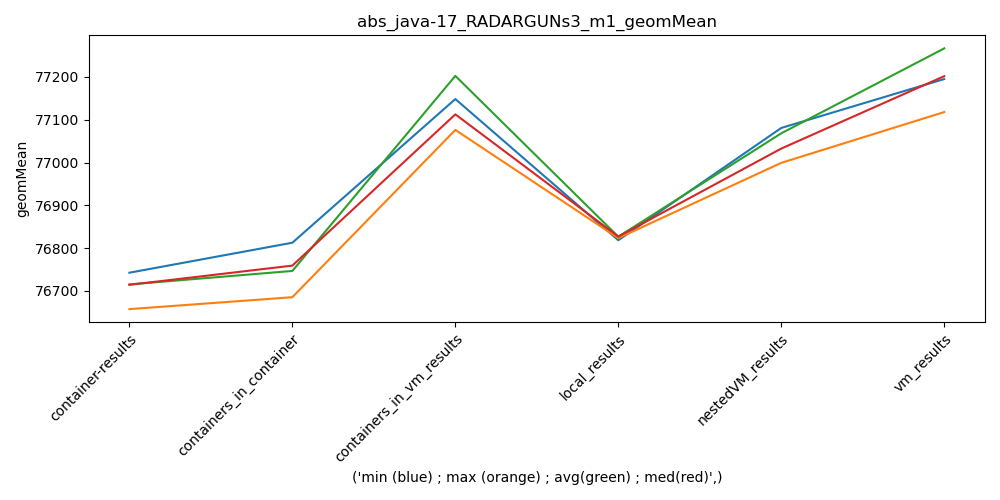 abs_java-17_RADARGUNs3_m1_geomMean
geomMean
77200
77100
77000
76900
76800
76700
container-results
containers_in_container
containers_in_vm_results
local_results
nestedVM_results
vm_results
('min (blue) ; max (orange) ; avg(green) ; med(red)',)